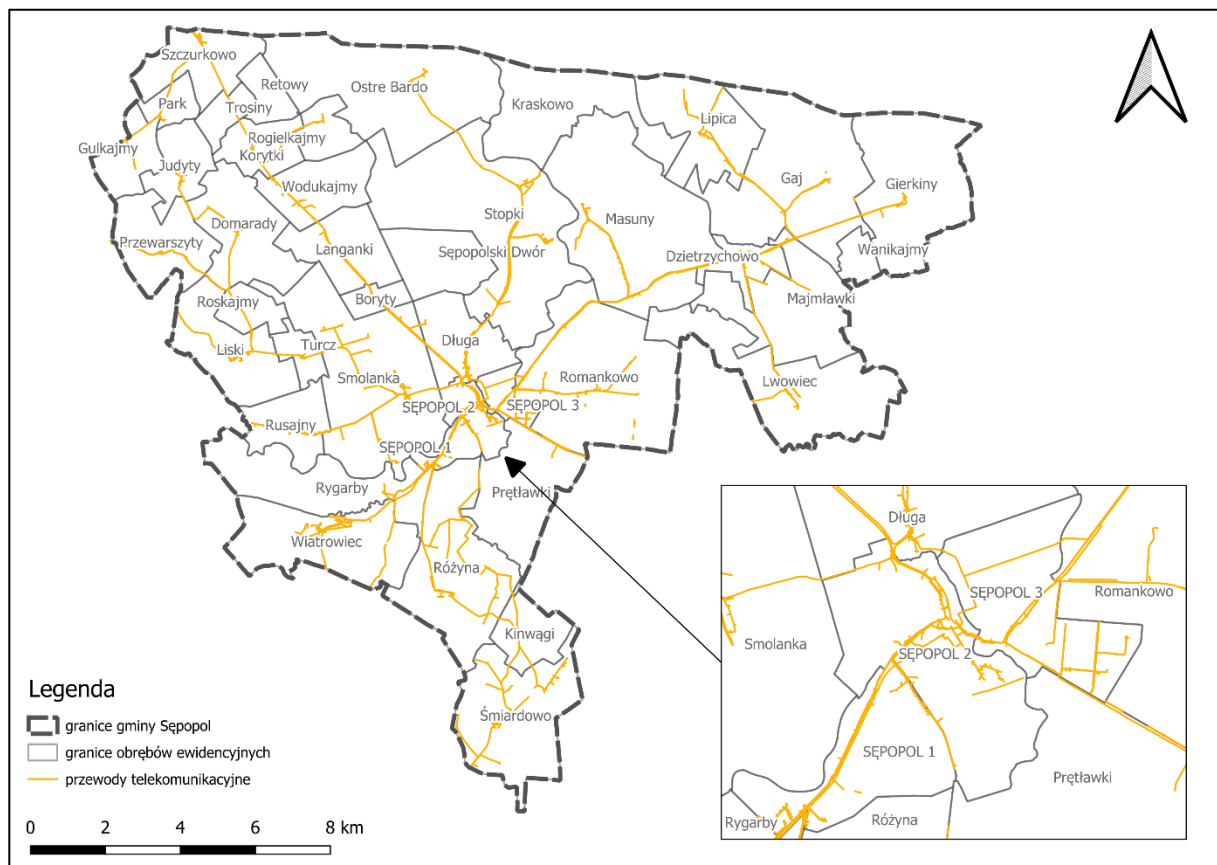 Szczurkowo
Retowy
Ostre Bardo
Park
Trosiny
Kraskowo
Lipica
Rogielkajmy
Gulkajmy
Korytki
Judyty
Wodukajmy
Gaj
Gierkiny
Domarady
Stopki
Masuny
Przewarszyty
Langanki
Sępopolski Dwór
Dzietrzychowo
Wanikajmy
Roskajmy
Boryty
Majmławki
Liski
Turcz
Długa
Smolanka
Romankowo
Lwowiec
SĘPOPOL 2
SĘPOPOL 3
Rusajny
SĘPOPOL 1
Rygarby
Prętławki
Wiatrowiec
Różyna
Kinwągi
Śmiardowo
Legenda
granice gminy Sępopol
granice obrębów ewidencyjnych
przewody telekomunikacyjne
0 2 4 6 8 km
Długa
SĘPOPOL 3
Romankowo
Smolanka
SĘPOPOL 2
SĘPOPOL 1
Prętławki
Rygarby
Różyna